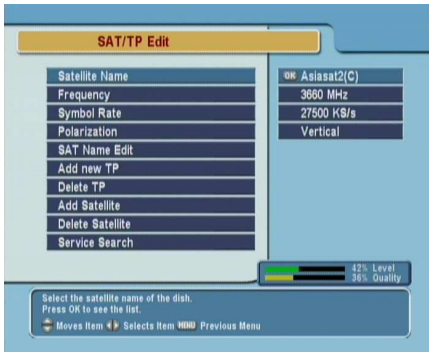 SAT/TP Edit
Satellite Name OK Asiasat2(C)
Frequency 3660 MHz
Symbol Rate 27500 KS/s
Polarization Vertical
SAT Name Edit
Add new TP
Delete TP
Add Satellite
Delete Satellite
Service Search
42% Level
36% Quality
Select the satellite name of the dish.
Press OK to see the list.
Moves Item Selects Item MENU Previous Menu